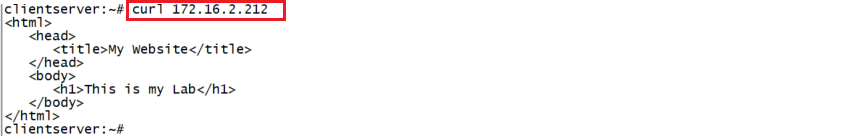 clientserver:~# curl 172.16.2.212
<html>
   <head>
      <title>My Website</title>
   </head>
   <body>
      <h1>This is my Lab</h1>
   </body>
</html>
clientserver:~#